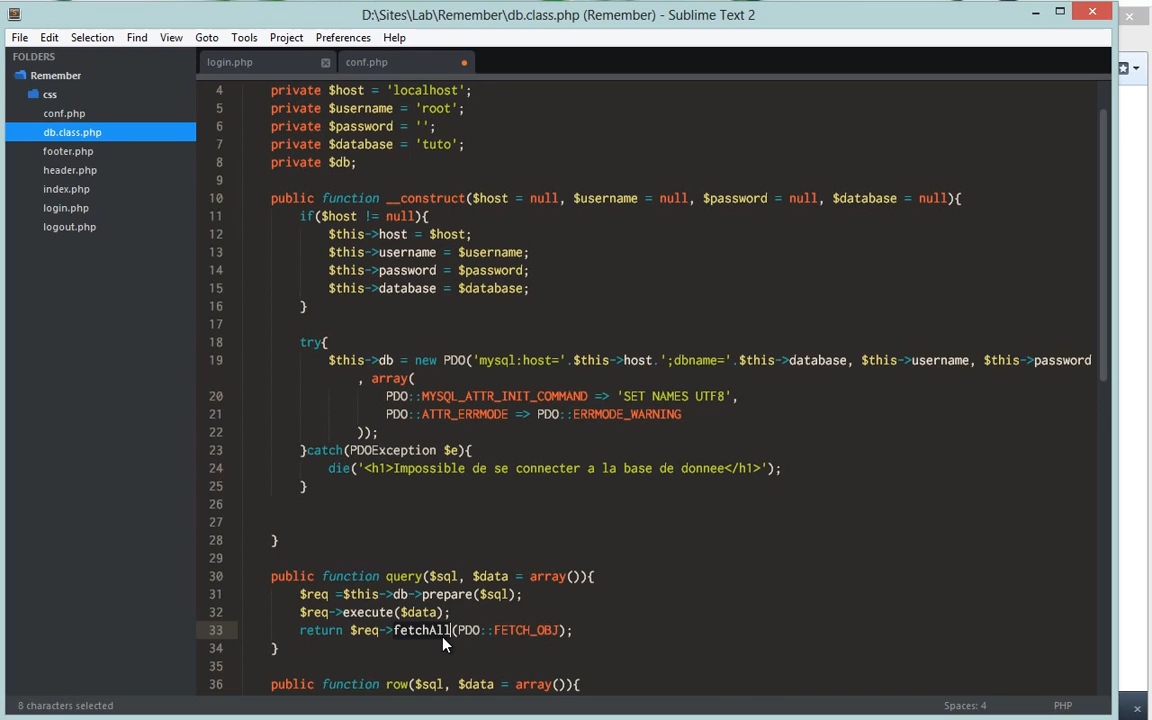 D:\Sites\Lab\Remember\db.class.php (Remember) - Sublime Text 2
File Edit Selection Find View Goto Tools Project Preferences Help
FOLDERS
Remember
css
conf.php
db.class.php
footer.php
header.php
index.php
login.php
logout.php
login.php conf.php
4 private $host = 'localhost';
5 private $username = 'root';
6 private $password = '';
7 private $database = 'tuto';
8 private $db;
9
10 public function __construct($host = null, $username = null, $password = null, $database = null){
11 if($host != null){
12 $this->host = $host;
13 $this->username = $username;
14 $this->password = $password;
15 $this->database = $database;
16 }
17
18 try{
19 $this->db = new PDO('mysql:host='.$this->host.';dbname='.$this->database, $this->username, $this->password
, array(
20 PDO::MYSQL_ATTR_INIT_COMMAND => 'SET NAMES UTF8',
21 PDO::ATTR_ERRMODE => PDO::ERRMODE_WARNING
22 ));
23 }catch(PDOException $e){
24 die('<h1>Impossible de se connecter a la base de donnee</h1>');
25 }
26
27
28 }
29
30 public function query($sql, $data = array()){
31 $req =$this->db->prepare($sql);
32 $req->execute($data);
33 return $req->fetchAll(PDO::FETCH_OBJ);
34 }
35
36 public function row($sql, $data = array()){
8 characters selected Spaces: 4 PHP